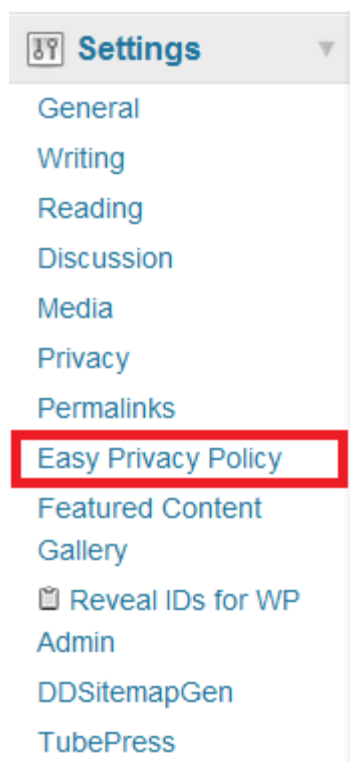 Settings
General
Writing
Reading
Discussion
Media
Privacy
Permalinks
Easy Privacy Policy
Featured Content
Gallery
Reveal IDs for WP
Admin
DDSitemapGen
TubePress